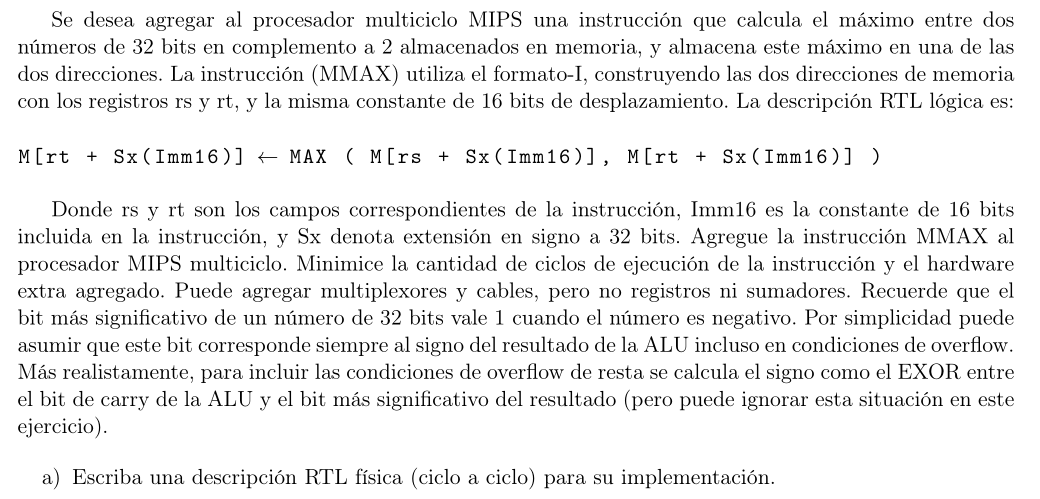 Se desea agregar al procesador multiciclo MIPS una instrucción que calcula el máximo entre dos
números de 32 bits en complemento a 2 almacenados en memoria, y almacena este máximo en una de las
dos direcciones. La instrucción (MMAX) utiliza el formato-I, construyendo las dos direcciones de memoria
con los registros rs y rt, y la misma constante de 16 bits de desplazamiento. La descripción RTL lógica es:
M[rt + Sx(Imm16)] ← MAX ( M[rs + Sx(Imm16)], M[rt + Sx(Imm16)] )
Donde rs y rt son los campos correspondientes de la instrucción, Imm16 es la constante de 16 bits
incluida en la instrucción, y Sx denota extensión en signo a 32 bits. Agregue la instrucción MMAX al
procesador MIPS multiciclo. Minimice la cantidad de ciclos de ejecución de la instrucción y el hardware
extra agregado. Puede agregar multiplexores y cables, pero no registros ni sumadores. Recuerde que el
bit más significativo de un número de 32 bits vale 1 cuando el número es negativo. Por simplicidad puede
asumir que este bit corresponde siempre al signo del resultado de la ALU incluso en condiciones de overflow.
Más realistamente, para incluir las condiciones de overflow de resta se calcula el signo como el EXOR entre
el bit de carry de la ALU y el bit más significativo del resultado (pero puede ignorar esta situación en este
ejercicio).
a) Escriba una descripción RTL física (ciclo a ciclo) para su implementación.